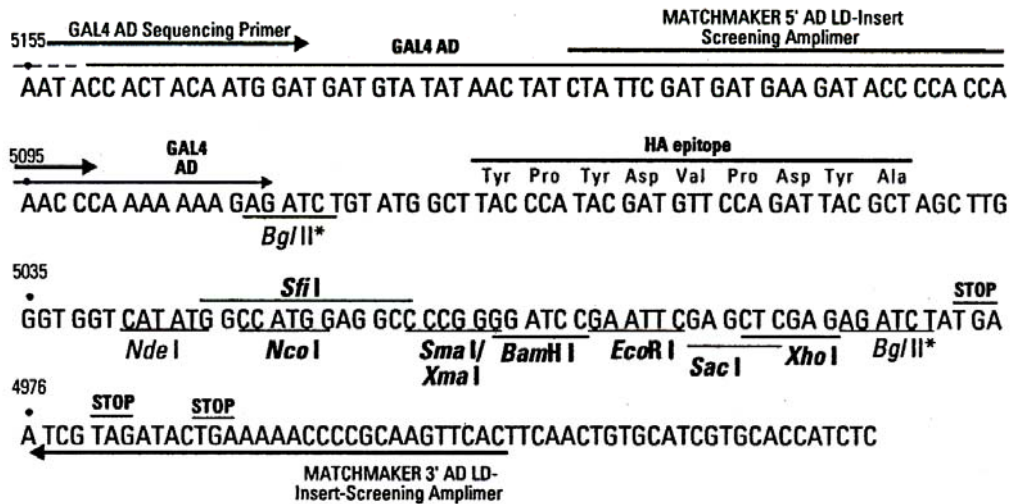 MATCHMAKER 5' AD LD-Insert
5155 GAL4 AD Sequencing Primer GAL4 AD Screening Amplimer
AAT ACC ACT ACA ATG GAT GAT GTA TAT AAC TAT CTA TTC GAT GAT GAA GAT ACC CCA CCA
5095 GAL4 HA epitope
AD Tyr Pro Tyr Asp Val Pro Asp Tyr Ala
AAC CCA AAA AAA GAG ATC TGT ATG GCT TAC CCA TAC GAT GTT CCA GAT TAC GCT AGC TTG
Bgl II*
5035 Sfi I STOP
GGT GGT CAT ATG GCC ATG GAG GCC CCG GGG ATC CGA ATT CGA GCT CGA GAG ATC TAT GA
Nde I Nco I Sma I/ BamH I EcoR I Sac I Xho I Bgl II*
Xma I
4976 STOP STOP
A TCG TAGATACTGAAAAACCCCGCAAGTTCACTTCAACTGTGCATCGTGCACCATCTC
MATCHMAKER 3' AD LD-
Insert-Screening Amplimer